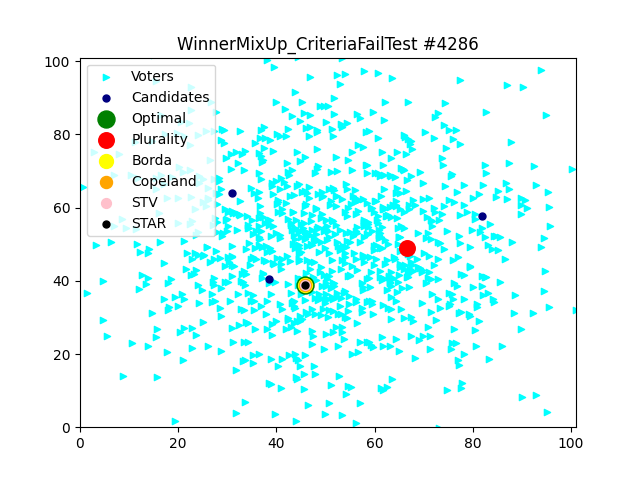 WinnerMixUp_CriteriaFailTest #4286
100
80
60
40
20
0
0 20 40 60 80 100
Voters
Candidates
Optimal
Plurality
Borda
Copeland
STV
STAR